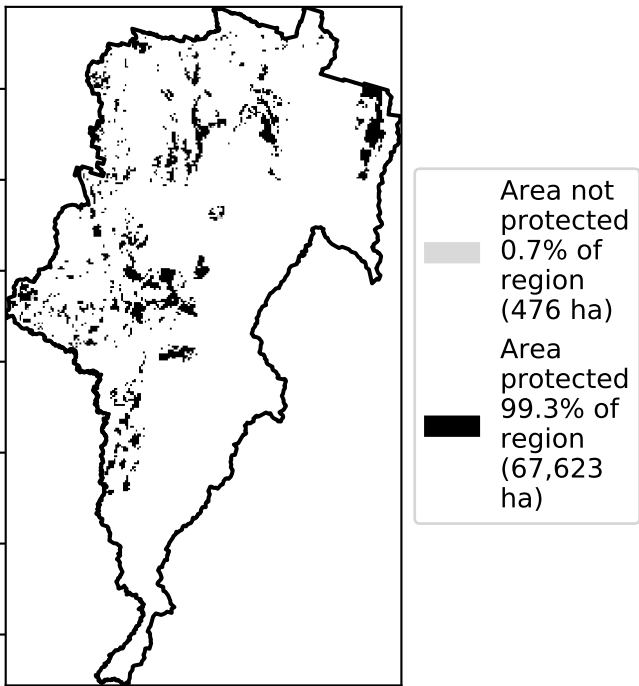 Area not
protected
0.7% of
region
(476 ha)
Area
protected
99.3% of
region
(67,623
ha)